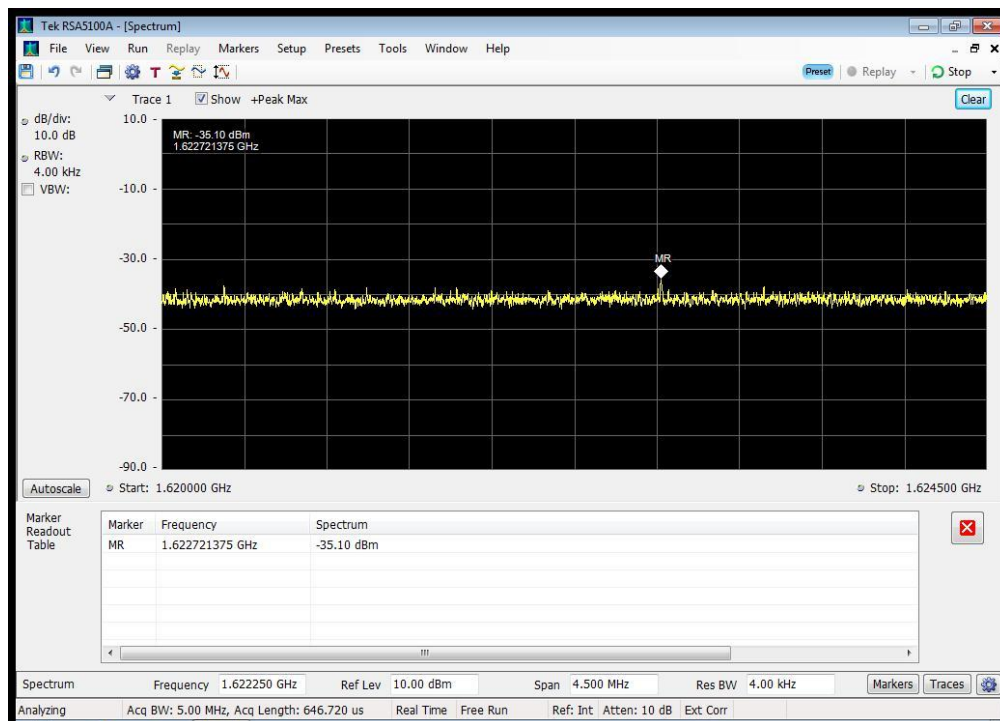 Tek RSA5100A - [Spectrum]
File View Run Replay Markers Setup Presets Tools Window Help
T Preset Replay Stop
Trace 1 Show +Peak Max Clear
dB/div:
10.0 dB
RBW:
4.00 kHz
VBW:
10.0 -
-10.0 -
-30.0 -
-50.0 -
-70.0 -
-90.0 -
MR: -35.10 dBm
1.622721375 GHz
MR
Autoscale Start: 1.620000 GHz Stop: 1.624500 GHz
Marker
Readout
Table
Marker Frequency Spectrum
MR 1.622721375 GHz -35.10 dBm
Spectrum Frequency 1.622250 GHz Ref Lev 10.00 dBm Span 4.500 MHz Res BW 4.00 kHz Markers Traces
Analyzing Acq BW: 5.00 MHz, Acq Length: 646.720 us Real Time Free Run Ref: Int Atten: 10 dB Ext Corr